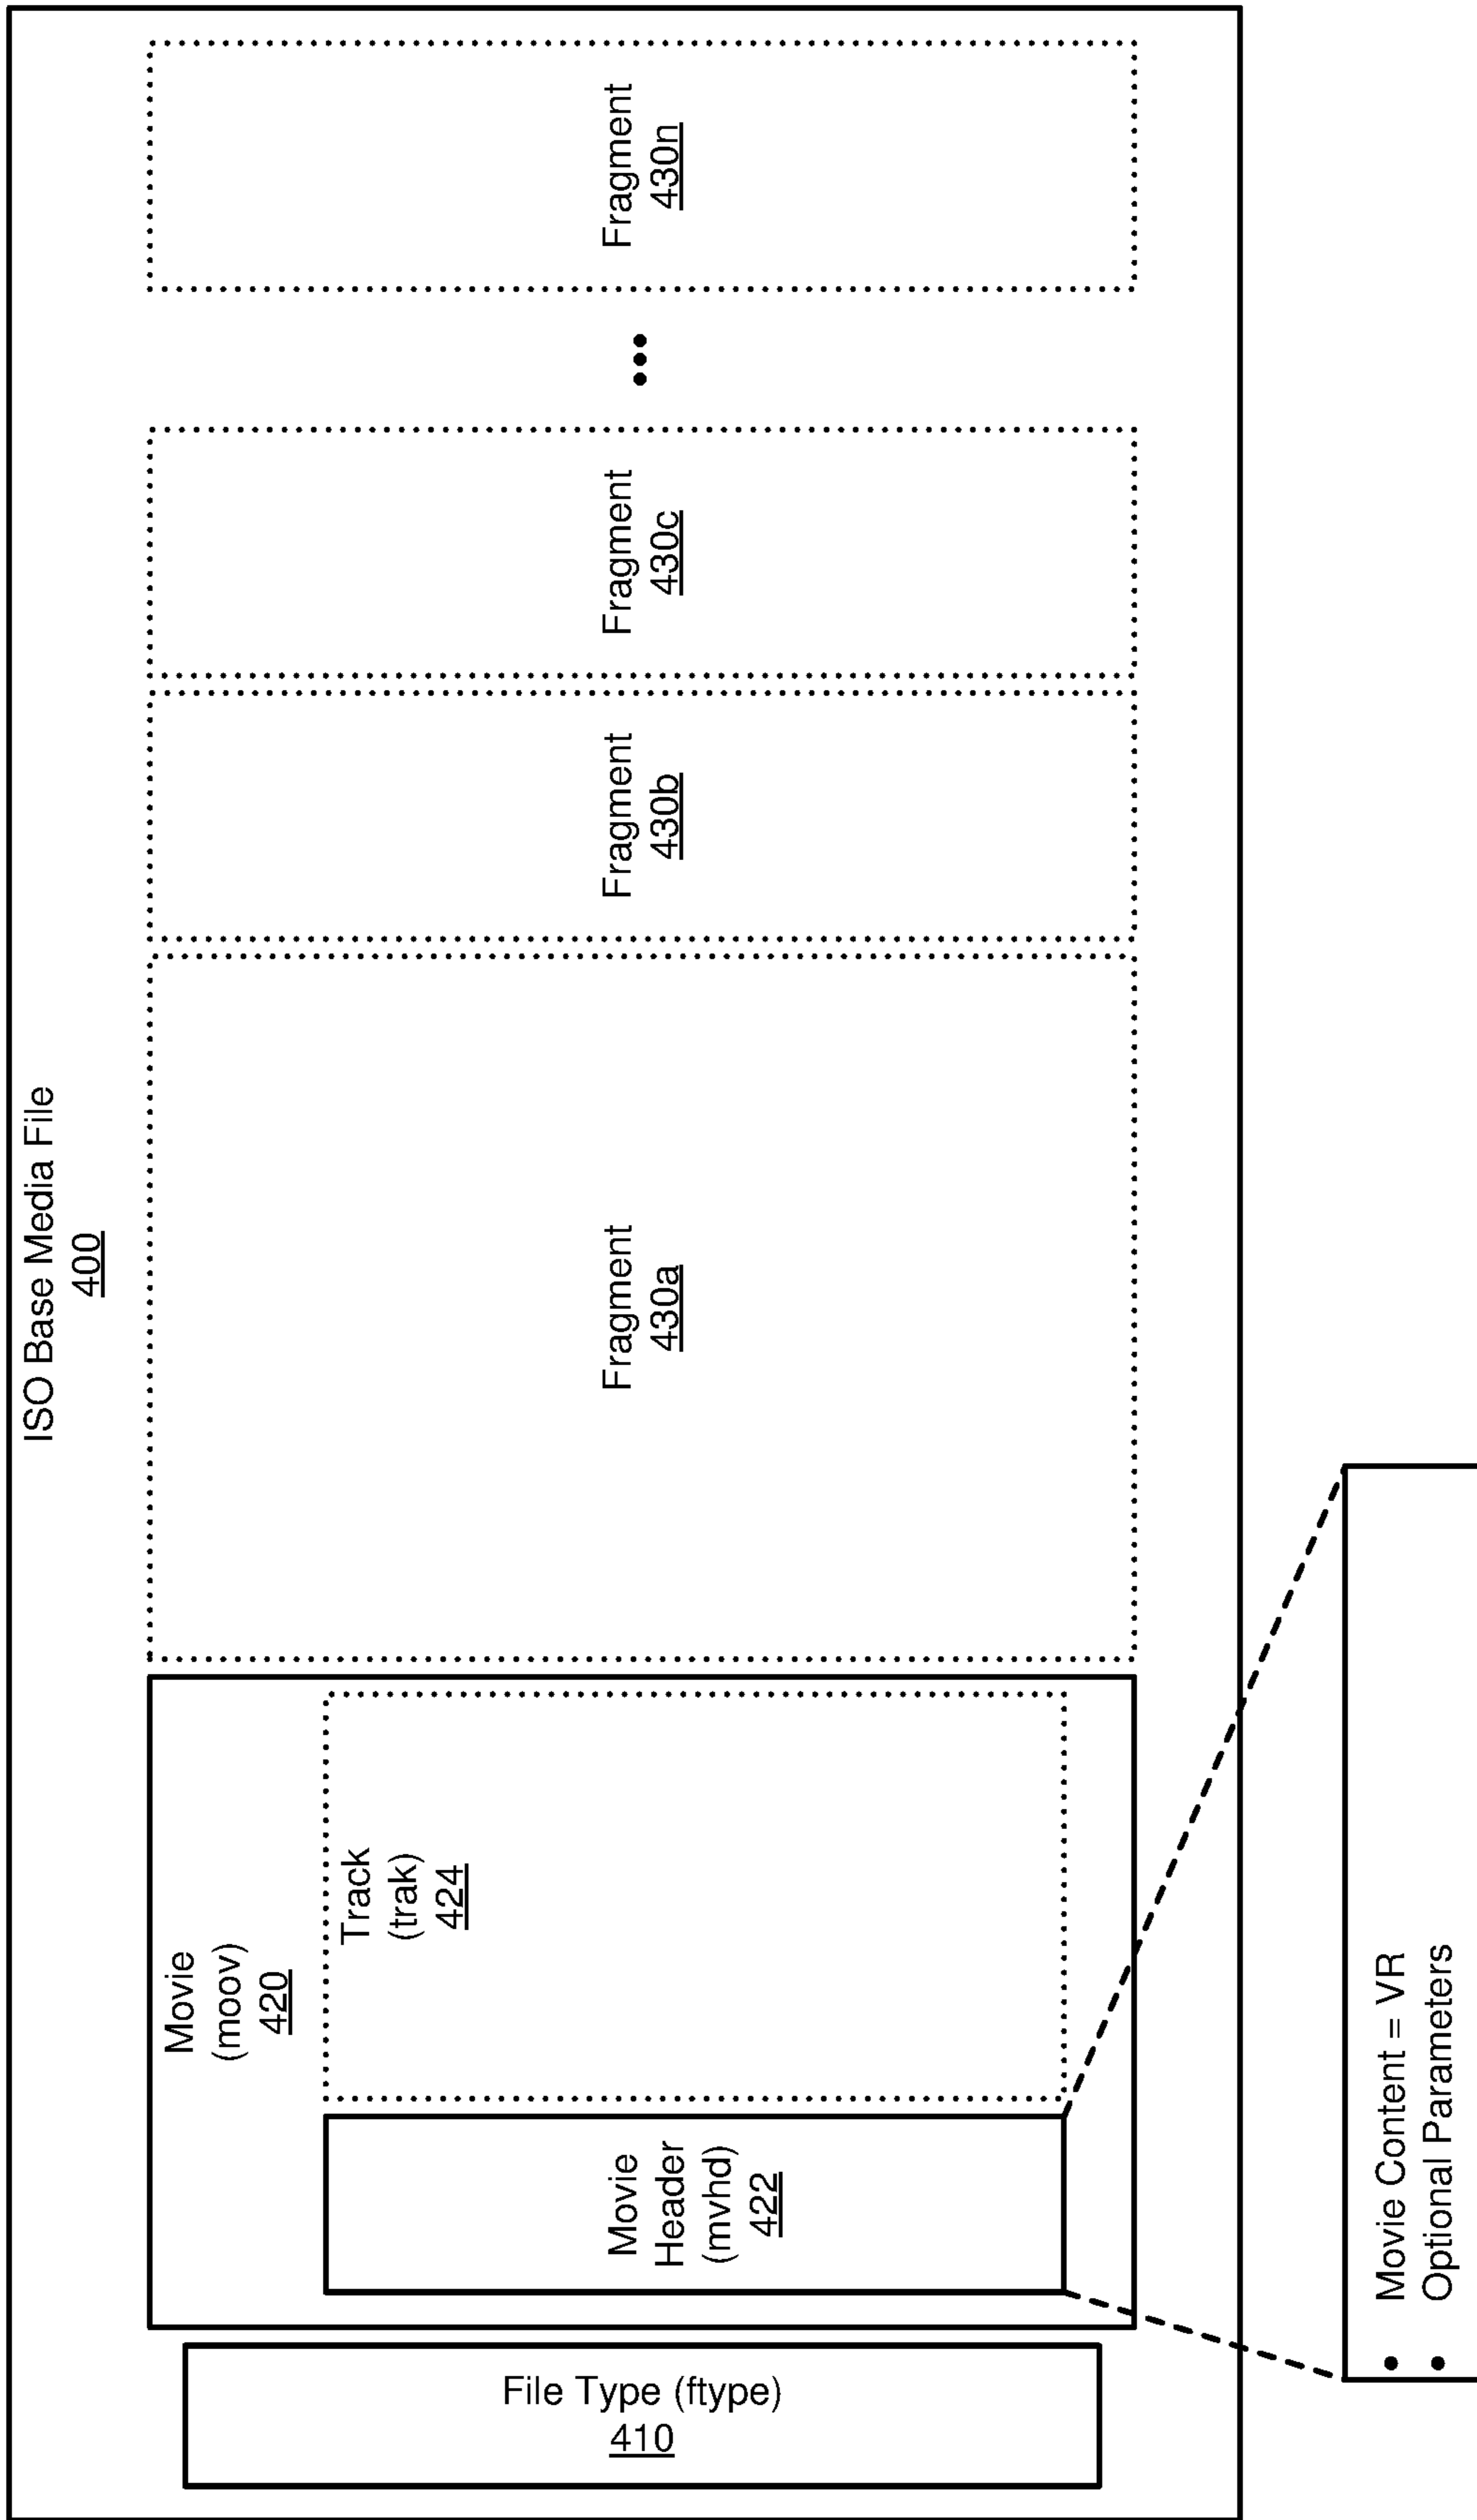 ISO Base Media File
400
File Type (ftype)
410
Movie
(moov)
420
Movie
Header
(mvhd)
422
Track
(trak)
424
Fragment
430a
Fragment
430b
Fragment
430c
•••
Fragment
430n
• Movie Content = VR
• Optional Parameters